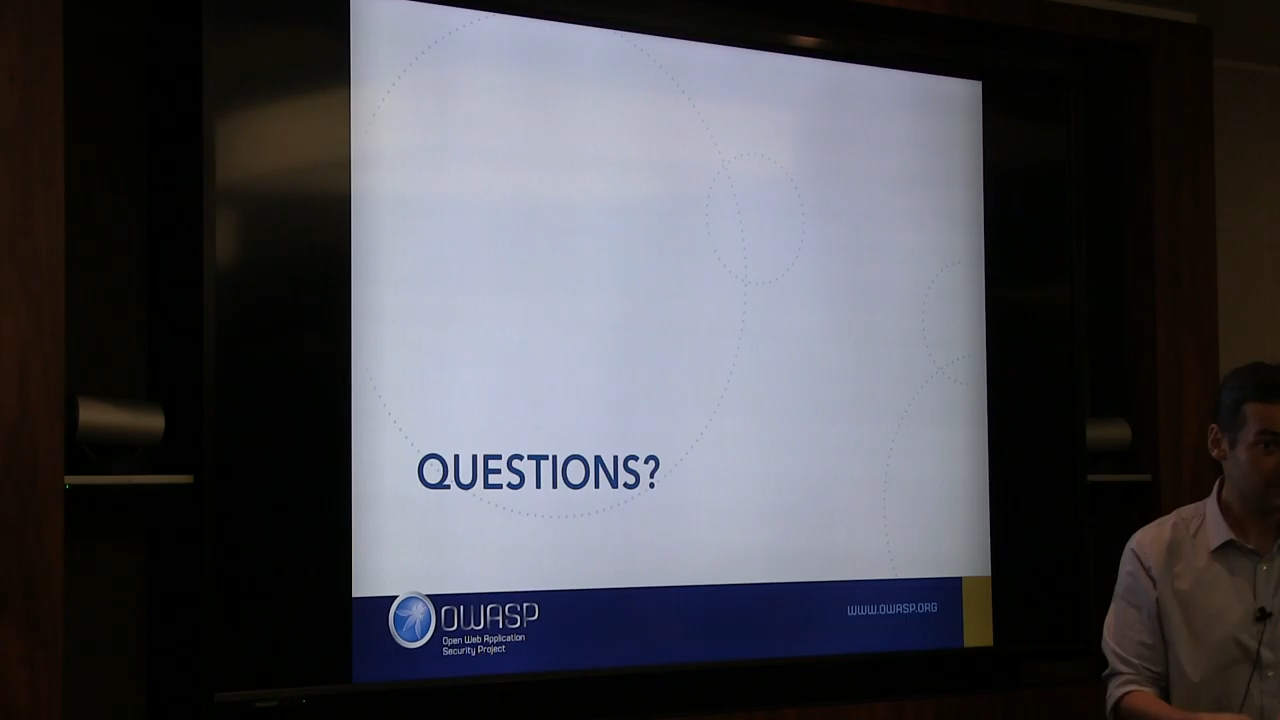 QUESTIONS?
OWASP
Open Web Application
Security Project
WWW.OWASP.ORG